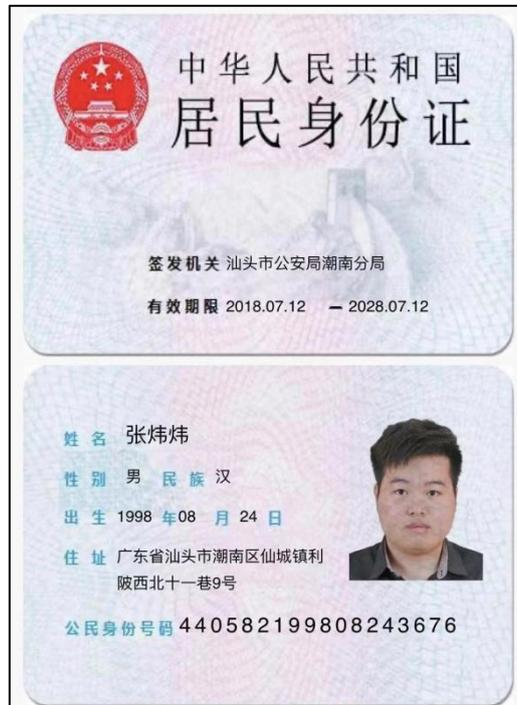 中华人民共和国
居民身份证
签发机关 汕头市公安局潮南分局
有效期限 2018.07.12 － 2028.07.12
姓名 张炜炜
性别 男 民族 汉
出生 1998 年08 月 24 日
住址 广东省汕头市潮南区仙城镇利
陂西北十一巷9号
公民身份号码 440582199808243676